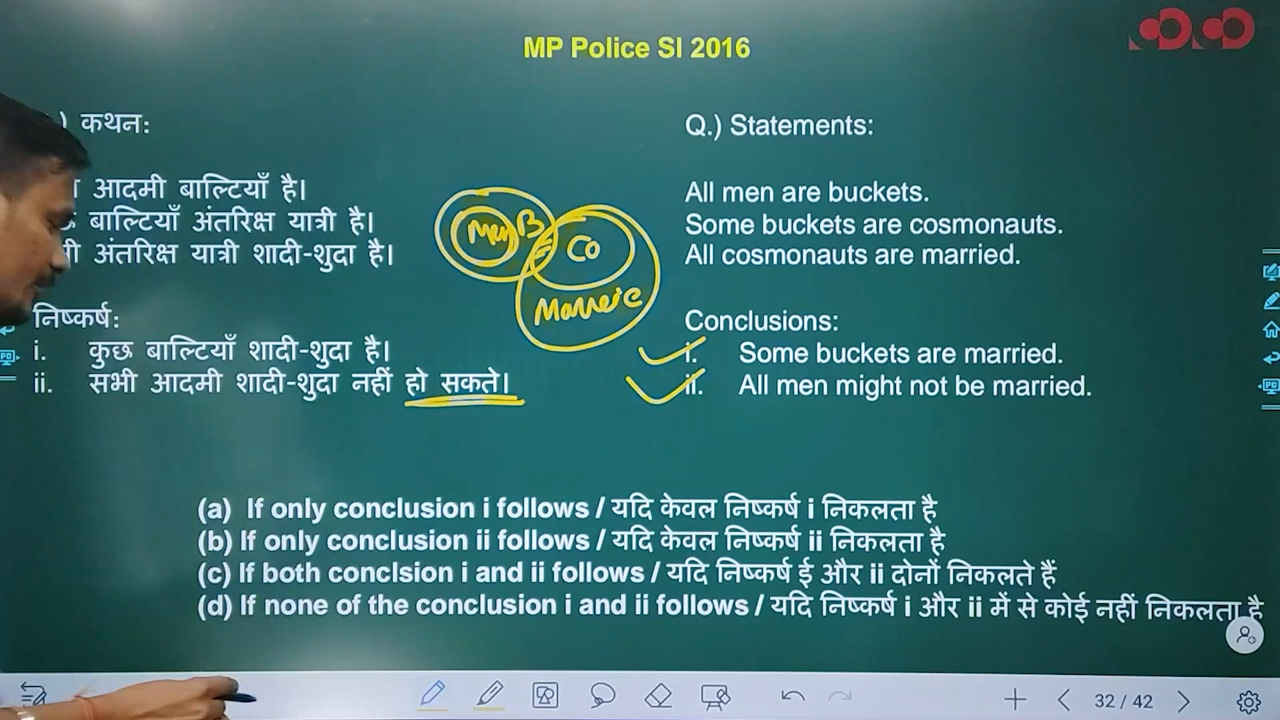 MP Police SI 2016
) कथन:
आदमी बाल्टियाँ है।
बाल्टियाँ अंतरिक्ष यात्री है।
अंतरिक्ष यात्री शादी-शुदा है।
निष्कर्ष:
i. कुछ बाल्टियाँ शादी-शुदा है।
ii. सभी आदमी शादी-शुदा नहीं हो सकते।
Men B
CO
Q.) Statements:
All men are buckets.
Some buckets are cosmonauts.
All cosmonauts are married.
Conclusions:
i. Some buckets are married.
ii. All men might not be married.
(a) If only conclusion i follows / यदि केवल निष्कर्ष i निकलता है
(b) If only conclusion ii follows / यदि केवल निष्कर्ष ii निकलता है
(c) If both conclsion i and ii follows / यदि निष्कर्ष ई और ii दोनों निकलते हैं
(d) If none of the conclusion i and ii follows / यदि निष्कर्ष i और ii में से कोई नहीं निकलता है
32 / 42